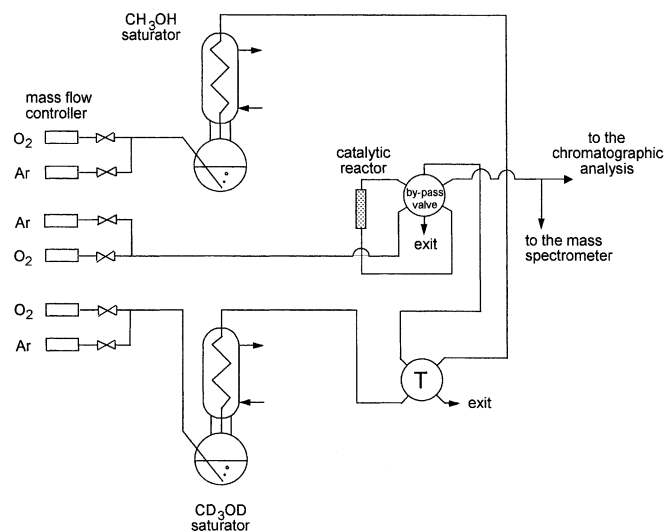 CH3OH
saturator
mass flow
controller
O2
Ar
Ar
O2
O2
Ar
catalytic
reactor
by-pass
valve
exit
to the
chromatographic
analysis
to the mass
spectrometer
T
exit
CD3OD
saturator